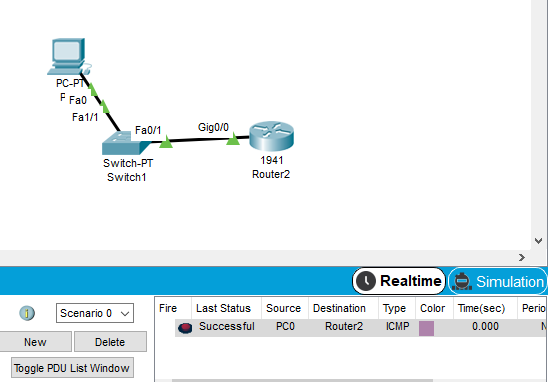 PC-PT
P Fa0
Fa1/1
Fa0/1
Gig0/0
Switch-PT
Switch1
1941
Router2
Realtime
Simulation
Scenario 0
New
Delete
Toggle PDU List Window
Fire Last Status Source Destination Type Color Time(sec) Perio
Successful PC0 Router2 ICMP 0.000 N